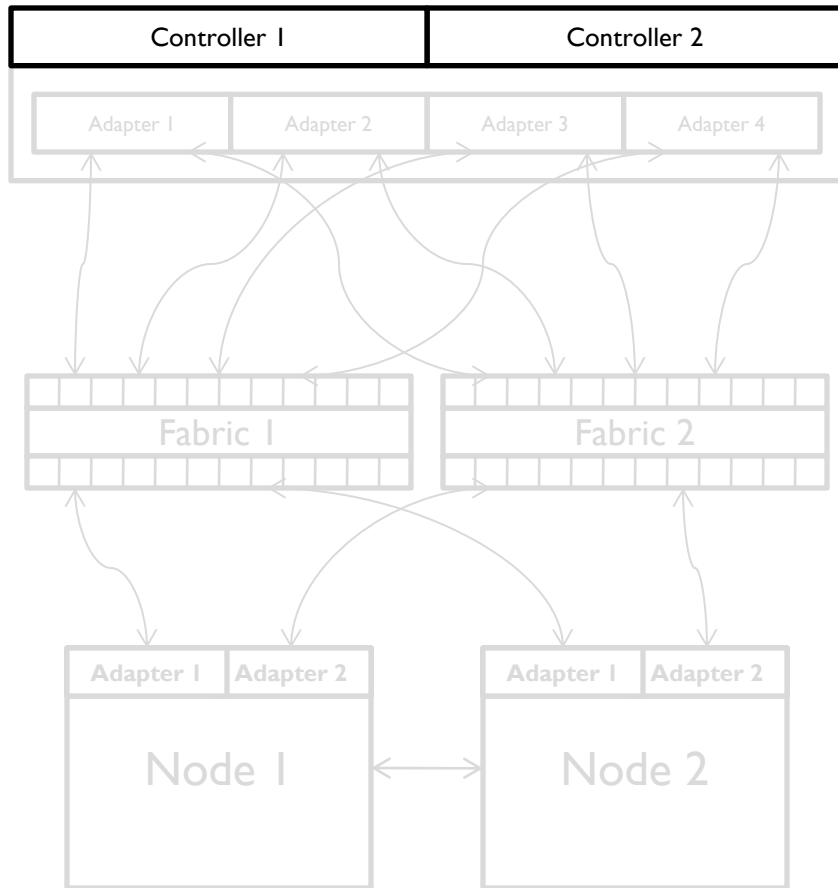 Controller 1 Controller 2
Adapter 1 Adapter 2 Adapter 3 Adapter 4
Fabric 1 Fabric 2
Adapter 1 Adapter 2 Adapter 1 Adapter 2
Node 1 Node 2